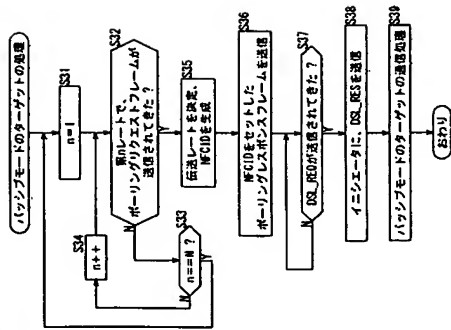 パッシブモードのターゲットの処理
S31
n=1
S32
第nレートで、
ポーリングリクエストフレームが
送信されてきた?
N
Y
S33
n==N ?
N
Y
S34
n++
S35
伝送レートを決定、
NFCIDを生成
S36
NFCIDをセットした
ポーリングレスポンスフレームを送信
S37
DSL_REQが送信されてきた?
N
Y
S38
イニシエータに、DSL_RESを送信
S39
パッシブモードのターゲットの通信処理
おわり